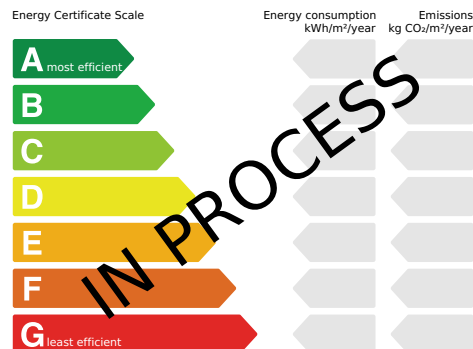 Energy Certificate Scale
Energy consumption
kWh/m²/year
Emissions
kg CO₂/m²/year
A most efficient
B
C
D
E
F
G least efficient
IN PROCESS